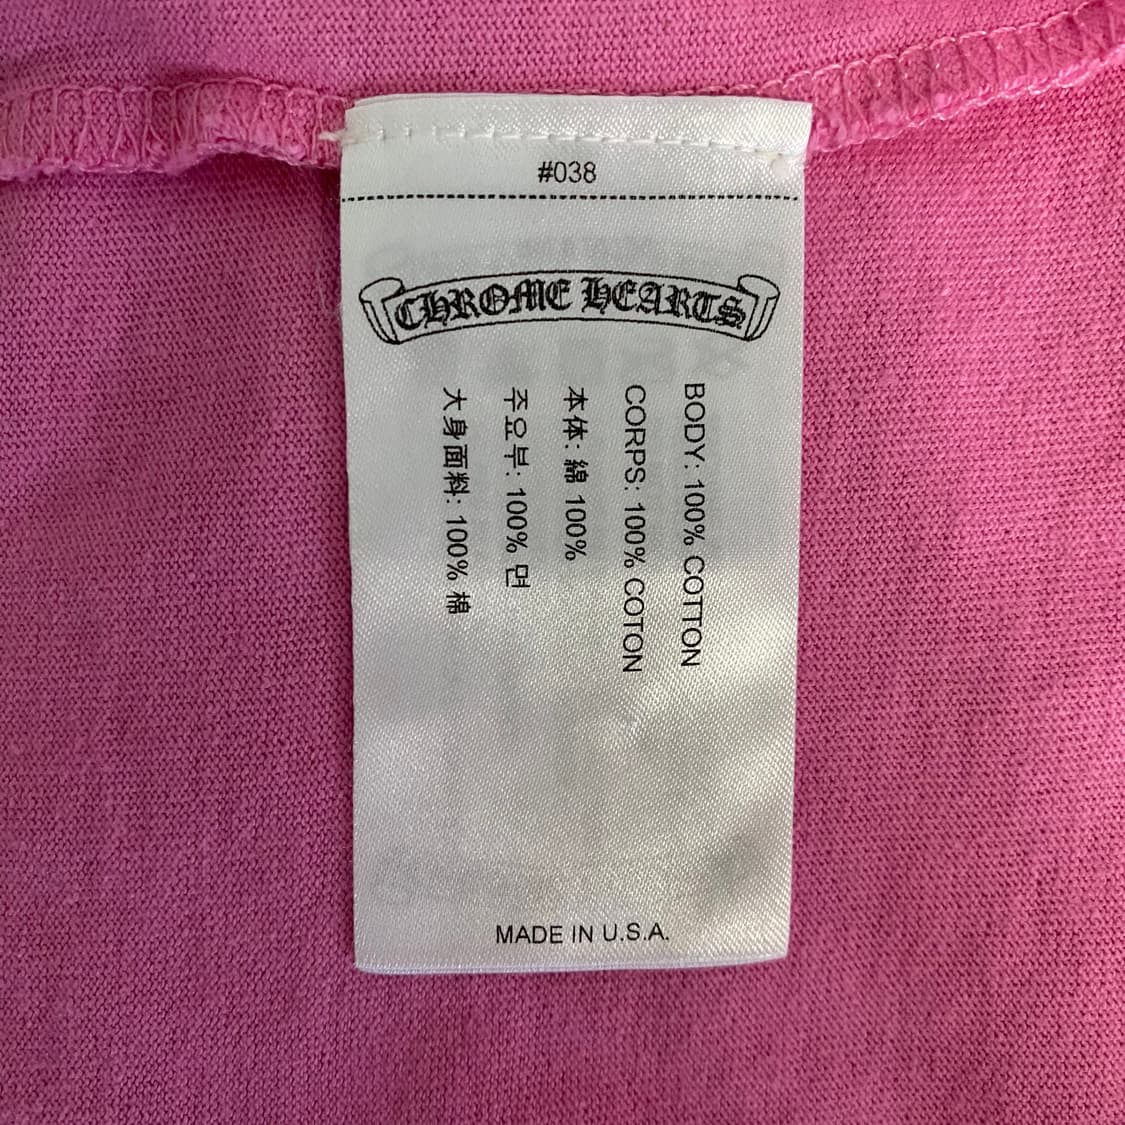 #038
CHROME HEARTS
BODY: 100% COTTON
CORPS: 100% COTON
本体: 綿 100%
주요부: 100% 면
大身面料: 100% 棉
MADE IN U.S.A.